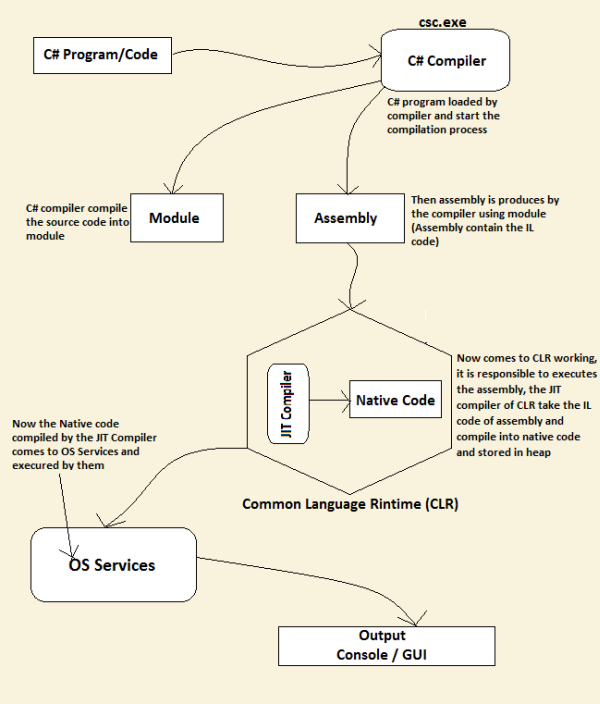 csc.exe
C# Program/Code
C# Compiler
C# program loaded by
compiler and start the
compilation process
C# compiler compile
the source code into
module
Module
Assembly
Then assembly is produces by
the compiler using module
(Assembly contain the IL
code)
JIT Compiler
Native Code
Now comes to CLR working,
it is responsible to executes
the assembly, the JIT
compiler of CLR take the IL
code of assembly and
compile into native code
and stored in heap
Common Language Rintime (CLR)
Now the Native code
compiled by the JIT Compiler
comes to OS Services and
execured by them
OS Services
Output
Console / GUI